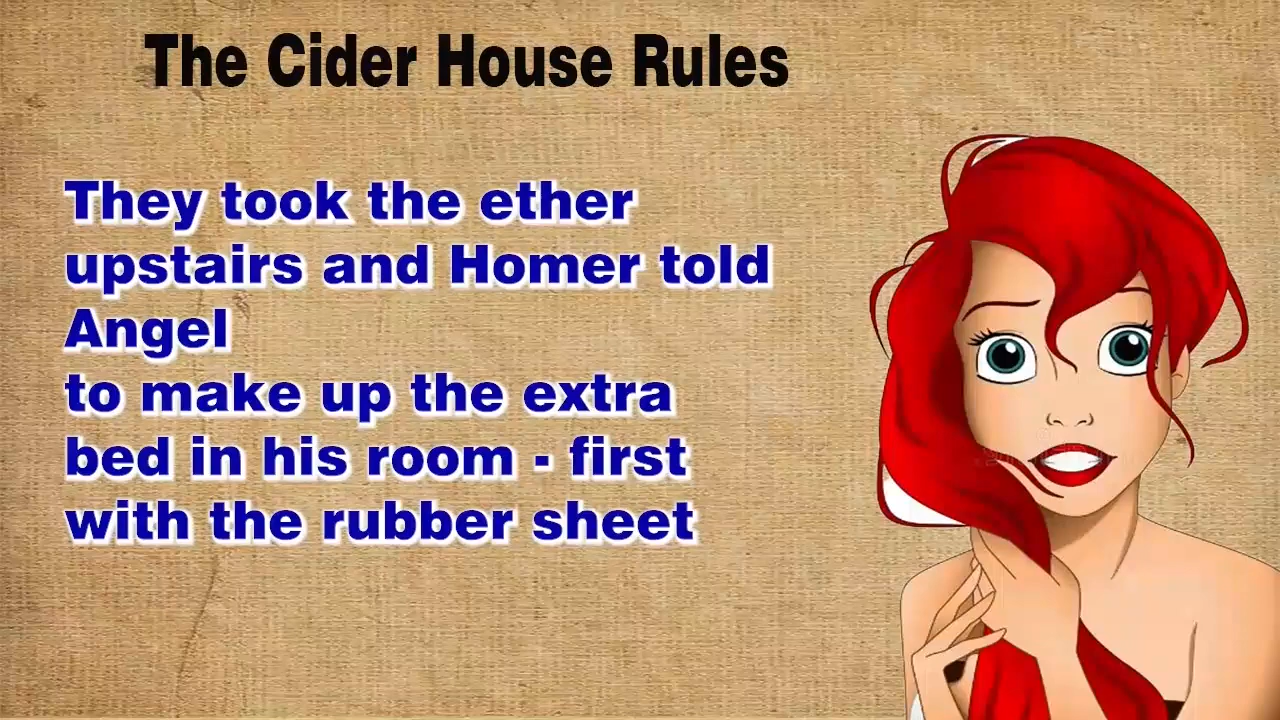 The Cider House Rules
They took the ether
upstairs and Homer told
Angel
to make up the extra
bed in his room - first
with the rubber sheet